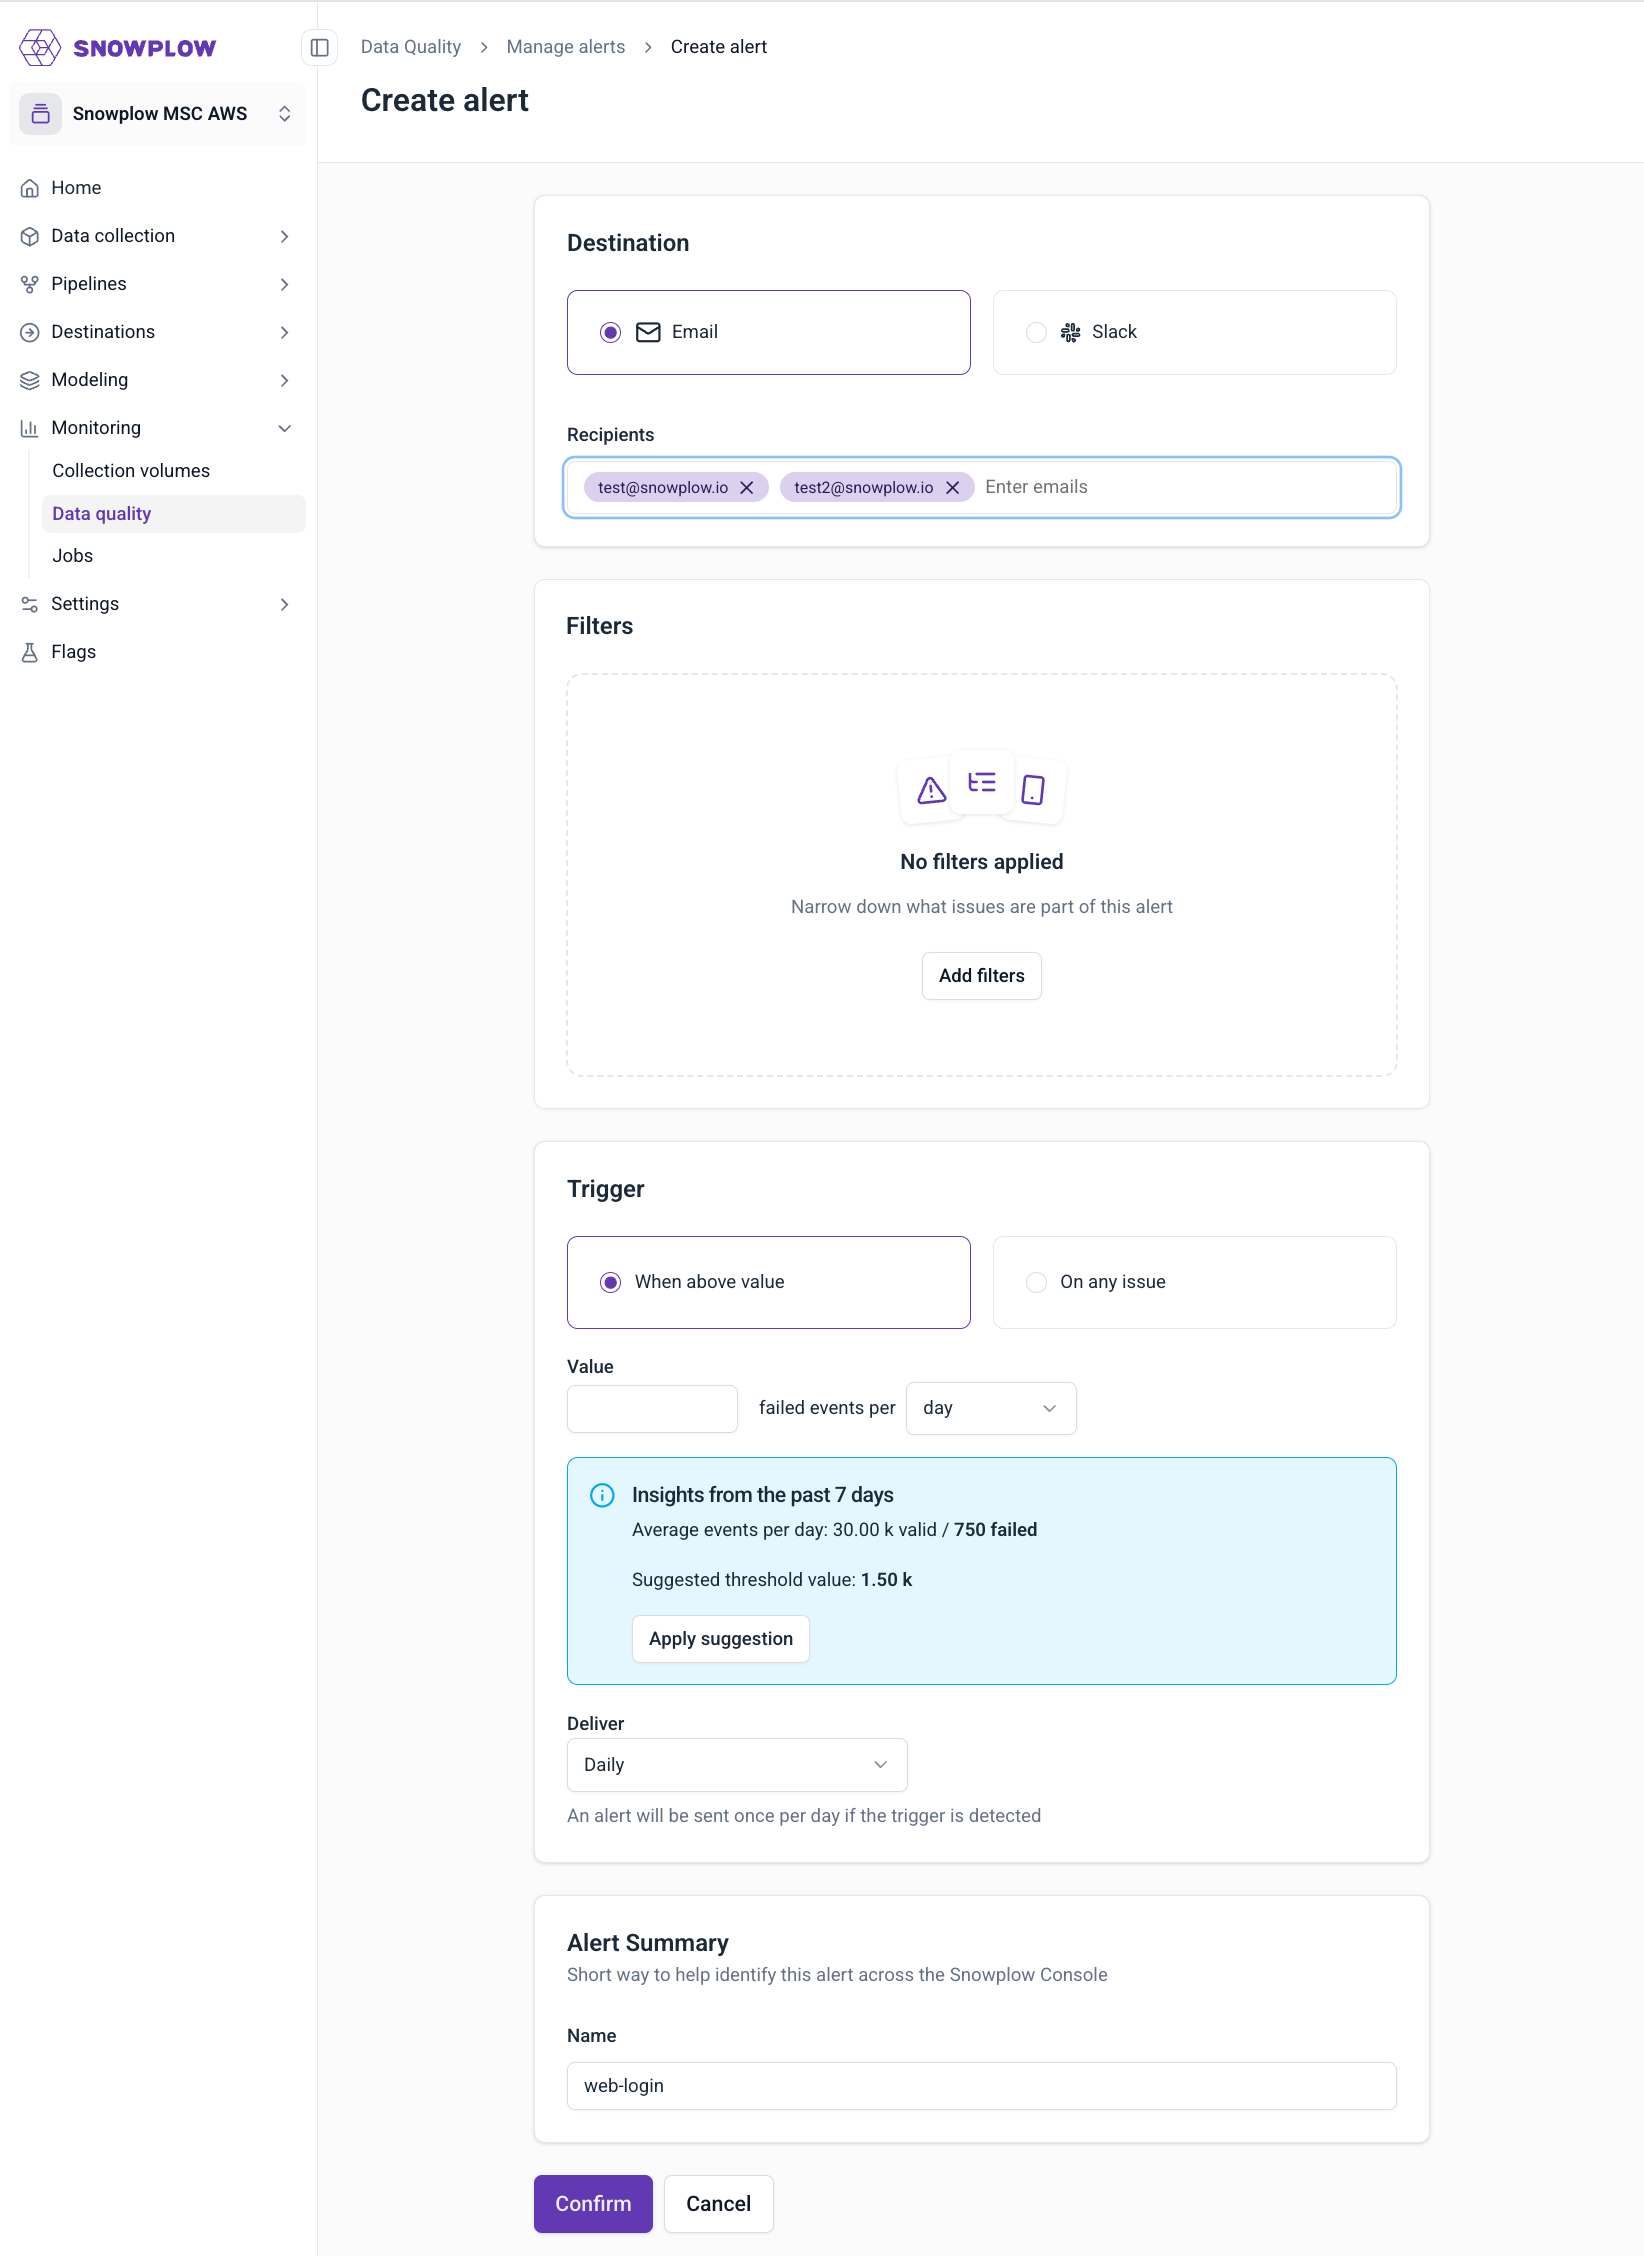 SNOWPLOW
Snowplow MSC AWS
Home
Data collection
Pipelines
Destinations
Modeling
Monitoring
Collection volumes
Data quality
Jobs
Settings
Flags
Data Quality > Manage alerts > Create alert
Create alert
Destination
Email
Slack
Recipients
test@snowplow.io test2@snowplow.io Enter emails
Filters
No filters applied
Narrow down what issues are part of this alert
Add filters
Trigger
When above value
On any issue
Value
failed events per day
Insights from the past 7 days
Average events per day: 30.00 k valid / 750 failed
Suggested threshold value: 1.50 k
Apply suggestion
Deliver
Daily
An alert will be sent once per day if the trigger is detected
Alert Summary
Short way to help identify this alert across the Snowplow Console
Name
web-login
Confirm
Cancel